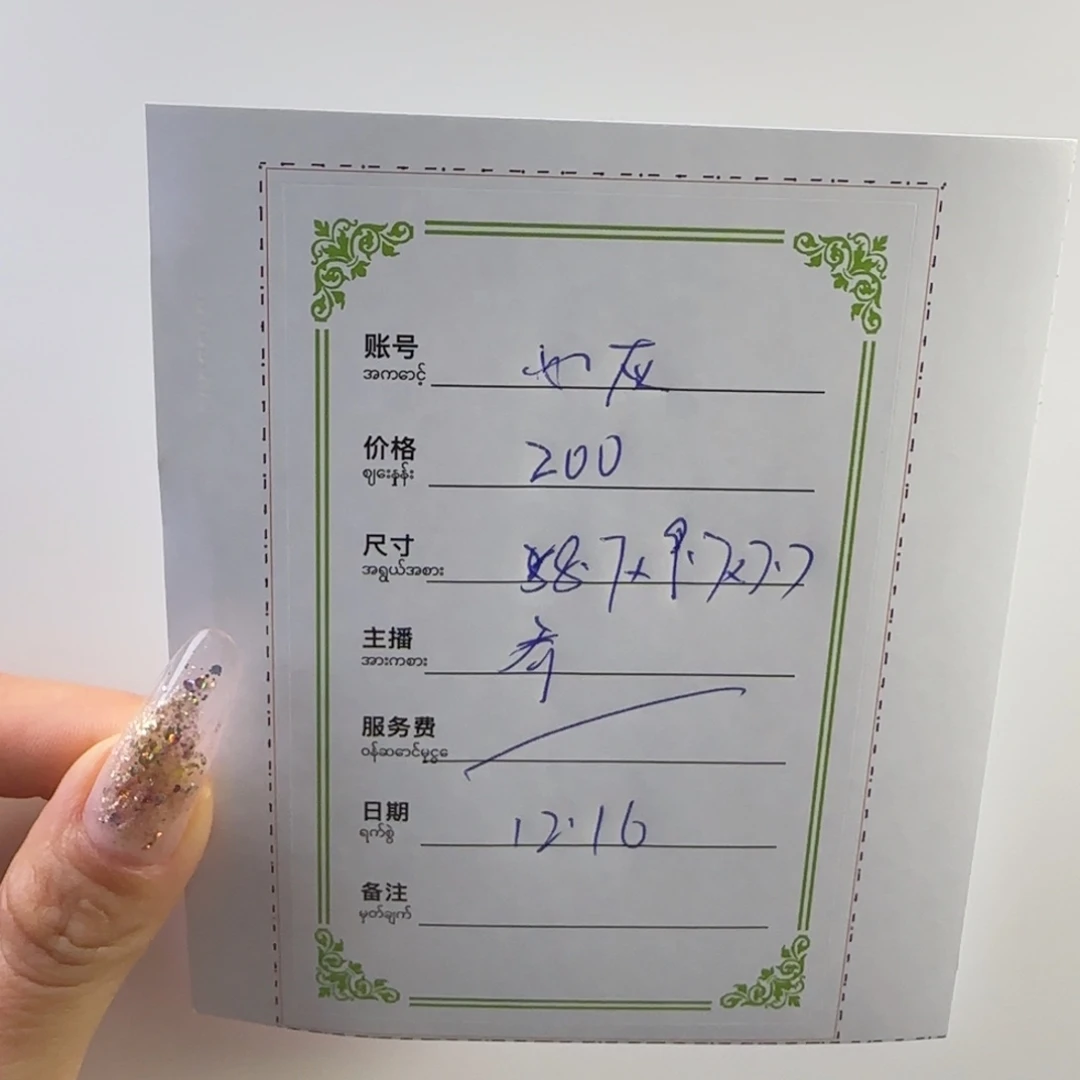 账号
အကောင့်
200
价格
ဈေးနှုန်း
尺寸
အရွယ်အစား
主播
အားကစား
服务费
ဝန်ဆောင်မှုငွေ
日期 12.16
ရက်စွဲ
备注
မှတ်ချက်